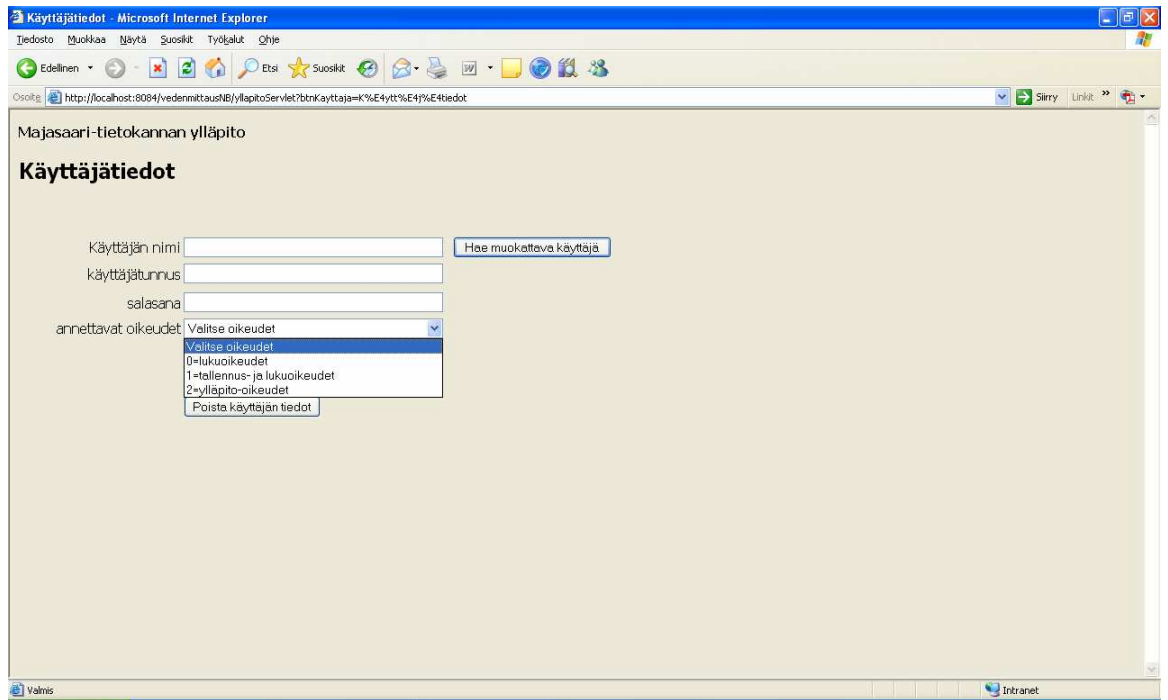 Käyttäjätiedot - Microsoft Internet Explorer
Tiedosto Muokkaa Näytä Suosikit Työkalut Ohje
Edellinen Etsi Suosikit
Osoite http://localhost:8084/vedenmittausNB/yllapitoServlet?btnKayttaja=K%E4ytt%E4j%E4tiedot Siirry Linkit »
Majasaari-tietokannan ylläpito
Käyttäjätiedot
Käyttäjän nimi Hae muokattava käyttäjä
käyttäjätunnus
salasana
annettavat oikeudet Valitse oikeudet
Valitse oikeudet
0=lukuoikeudet
1=tallennus- ja lukuoikeudet
2=ylläpito-oikeudet
Poista käyttäjän tiedot
Valmis Intranet